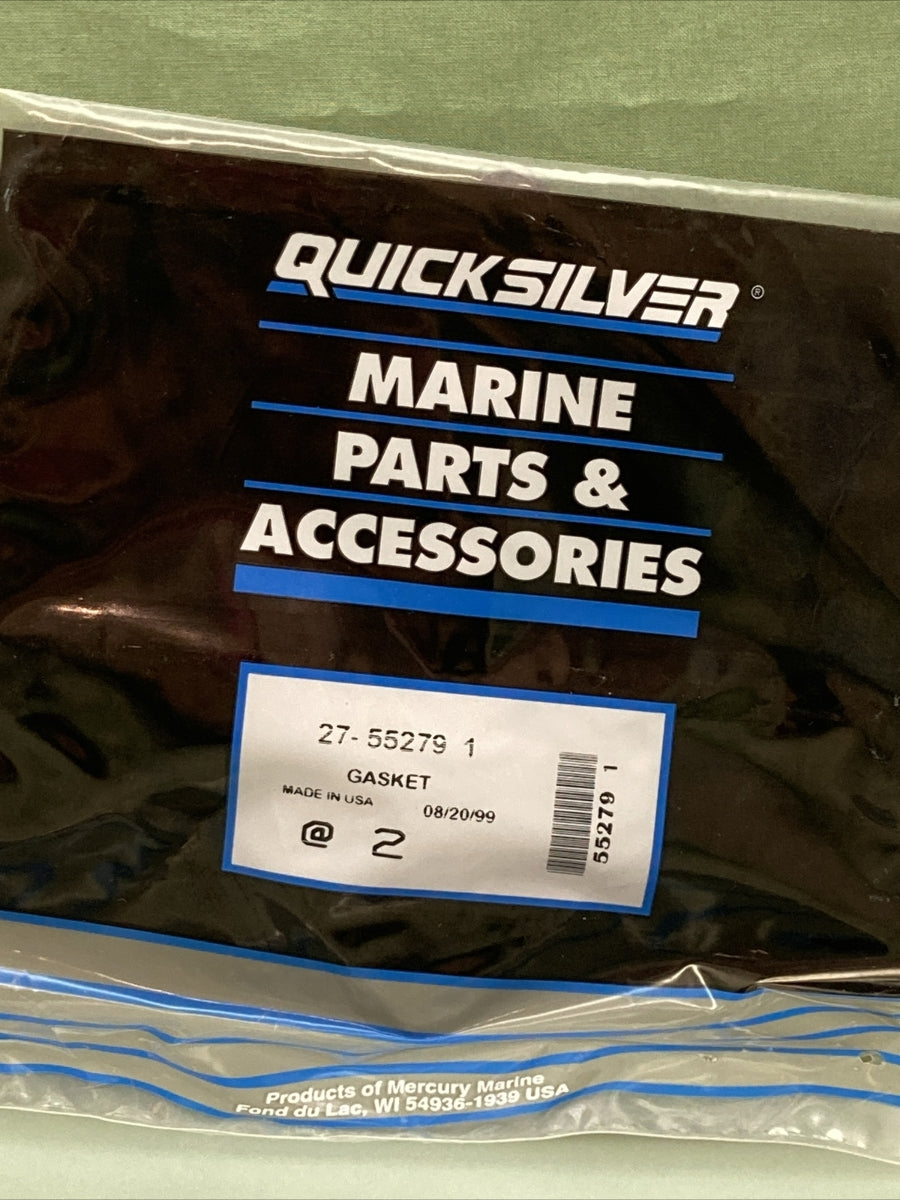 QUICKSILVER®
MARINE
PARTS &
ACCESSORIES
27- 55279 1
GASKET
MADE IN USA
08/20/99
@ 2
55279 1
Products of Mercury Marine
Fond du Lac, WI 54936-1939 USA